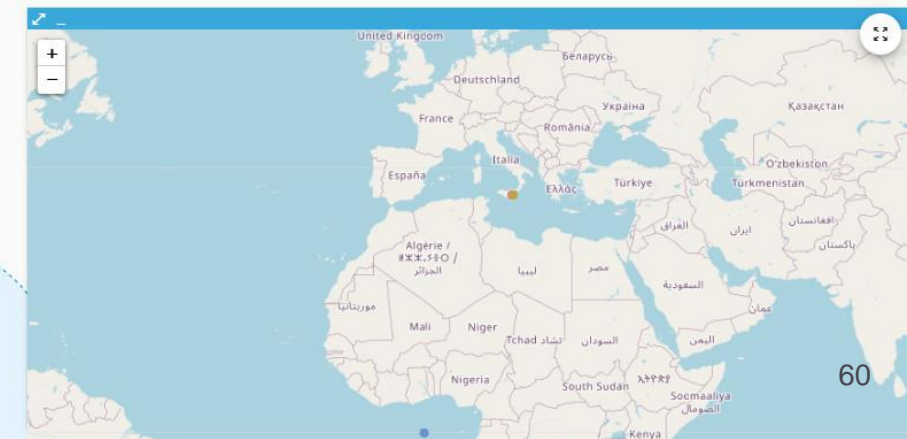 +
−
United Kingdom
Беларусь
Deutschland
Україна
Қазақстан
France
România
Italia
O'zbekiston
España
Ελλάς
Türkiye
Türkmenistan
افغانستان
العراق
ایران
پاکستان
Algérie /
الجزائر
ليبيا
مصر
السعودية
عمان
موريتانيا
Mali
Niger
Tchad تشاد
السودان
اليمن
60
Nigeria
South Sudan
Soomaaliya
الصومال
Kenya